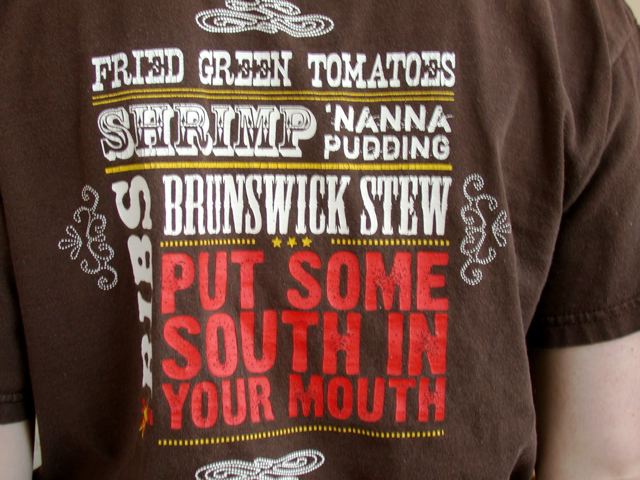 FRIED GREEN TOMATOES
SHRIMP
'NANNA
PUDDING
RIBS
BRUNSWICK STEW
PUT SOME
SOUTH IN
YOUR MOUTH